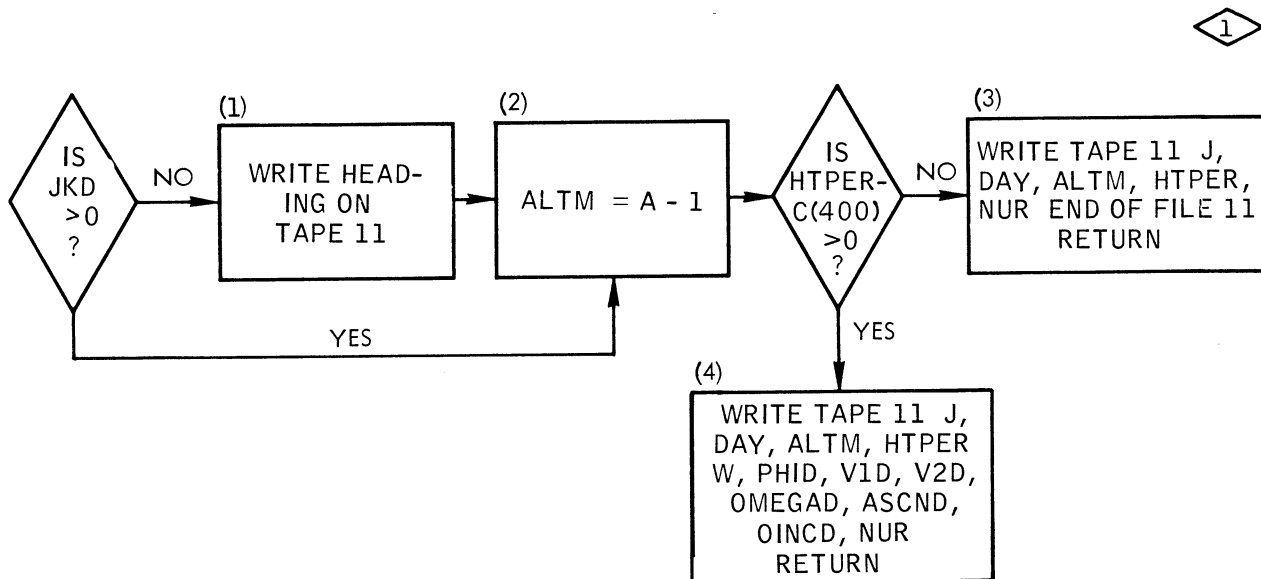 1
IS
JKD
>0
?
NO
YES
(1)
WRITE HEAD-
ING ON
TAPE 11
(2)
ALTM = A - 1
IS
HTPER-
C(400)
>0
?
NO
YES
(3)
WRITE TAPE 11 J,
DAY, ALTM, HTPER,
NUR END OF FILE 11
RETURN
(4)
WRITE TAPE 11 J,
DAY, ALTM, HTPER
W, PHID, V1D, V2D,
OMEGAD, ASCND,
OINCD, NUR
RETURN